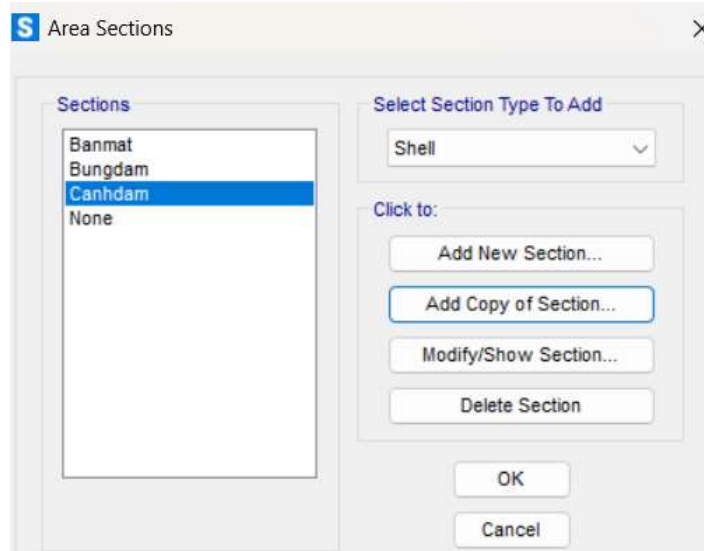 S Area Sections
Sections
Banmat
Bungdam
Canhdam
None
Select Section Type To Add
Shell
Click to:
Add New Section...
Add Copy of Section...
Modify/Show Section...
Delete Section
OK
Cancel